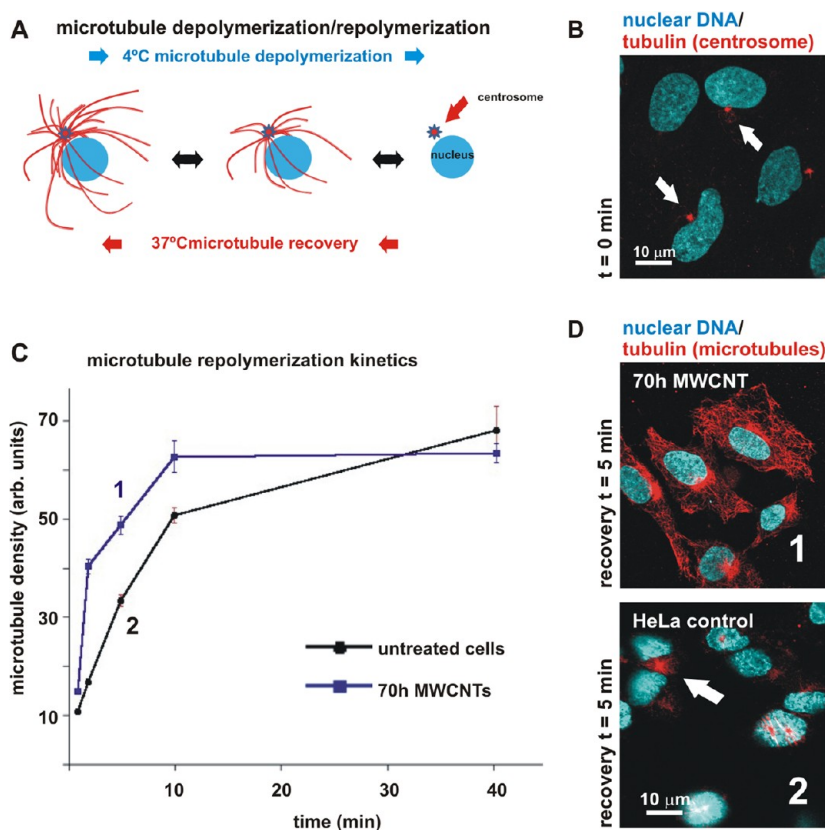 A
microtubule depolymerization/repolymerization
4ºC microtubule depolymerization
centrosome
nucleus
37ºCmicrotubule recovery
B
nuclear DNA/
tubulin (centrosome)
t = 0 min
10 µm
C
microtubule repolymerization kinetics
microtubule density (arb. units)
70
50
30
10
1
2
untreated cells
70h MWCNTs
10
20
30
40
time (min)
D
nuclear DNA/
tubulin (microtubules)
70h MWCNT
recovery t = 5 min
1
HeLa control
recovery t = 5 min
10 µm
2